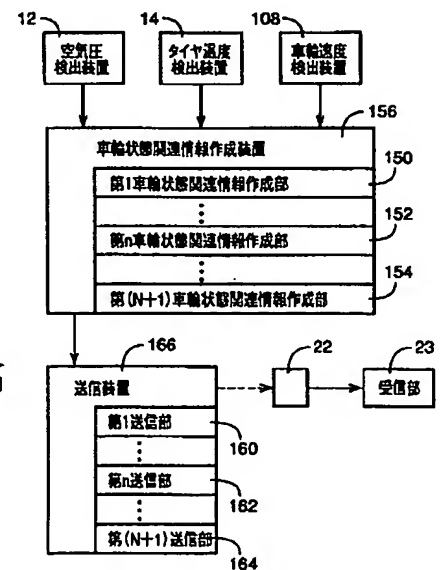 12
14
108
空気圧
検出装置
タイヤ温度
検出装置
車輪速度
検出装置
156
車輪状態関連情報作成装置
150
第1車輪状態関連情報作成部
152
第n車輪状態関連情報作成部
154
第(N+1)車輪状態関連情報作成部
166
22
23
送信装置
受信部
第1送信部
160
第n送信部
162
第(N+1)送信部
164